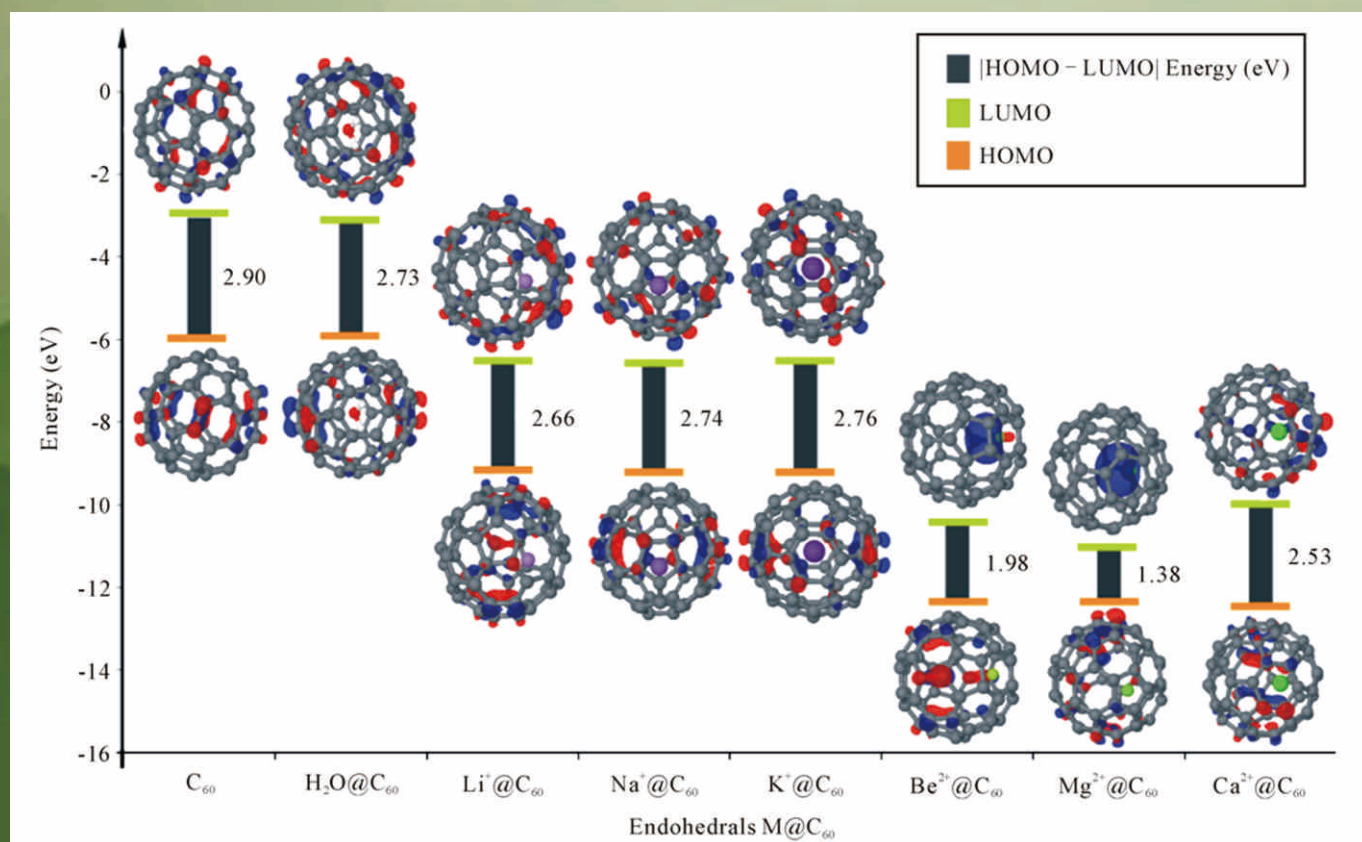 |HOMO − LUMO| Energy (eV)
LUMO
HOMO
Energy (eV)
0
-2
-4
-6
-8
-10
-12
-14
-16
2.90
2.73
2.66
2.74
2.76
1.98
1.38
2.53
C₆₀
H₂O@C₆₀
Li⁺@C₆₀
Na⁺@C₆₀
K⁺@C₆₀
Be²⁺@C₆₀
Mg²⁺@C₆₀
Ca²⁺@C₆₀
Endohedrals M@C₆₀